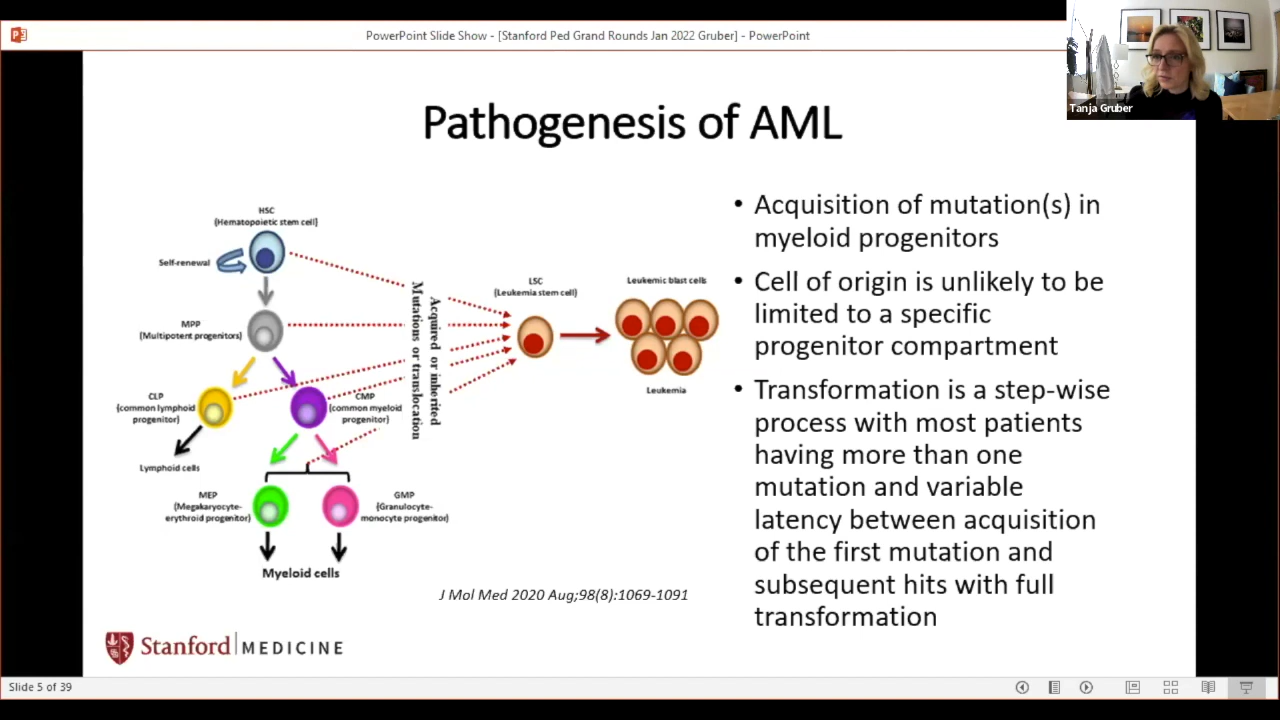 PowerPoint Slide Show - [Stanford Ped Grand Rounds Jan 2022 Gruber] - PowerPoint
Tanja Gruber
Pathogenesis of AML
HSC
(Hematopoietic stem cell)
Self-renewal
MPP
(Multipotent progenitors)
CLP
(common lymphoid
progenitor)
CMP
(common myeloid
progenitor)
Lymphoid cells
MEP
(Megakaryocyte-
erythroid progenitor)
GMP
(Granulocyte-
monocyte progenitor)
Myeloid cells
Acquired or inherited
Mutations or translocation
LSC
(Leukemia stem cell)
Leukemic blast cells
Leukemia
J Mol Med 2020 Aug;98(8):1069-1091
• Acquisition of mutation(s) in
myeloid progenitors
• Cell of origin is unlikely to be
limited to a specific
progenitor compartment
• Transformation is a step-wise
process with most patients
having more than one
mutation and variable
latency between acquisition
of the first mutation and
subsequent hits with full
transformation
Stanford MEDICINE
Slide 5 of 39